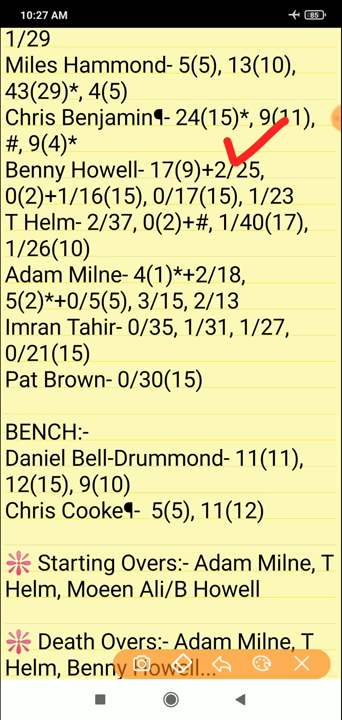 10:27 AM
85
1/29
Miles Hammond- 5(5), 13(10),
43(29)*, 4(5)
Chris Benjamin¶- 24(15)*, 9(11),
#, 9(4)*
Benny Howell- 17(9)+2/25,
0(2)+1/16(15), 0/17(15), 1/23
T Helm- 2/37, 0(2)+#, 1/40(17),
1/26(10)
Adam Milne- 4(1)*+2/18,
5(2)*+0/5(5), 3/15, 2/13
Imran Tahir- 0/35, 1/31, 1/27,
0/21(15)
Pat Brown- 0/30(15)
BENCH:-
Daniel Bell-Drummond- 11(11),
12(15), 9(10)
Chris Cooke¶- 5(5), 11(12)
Starting Overs:- Adam Milne, T
Helm, Moeen Ali/B Howell
Death Overs:- Adam Milne, T
Helm, Benny Howell...